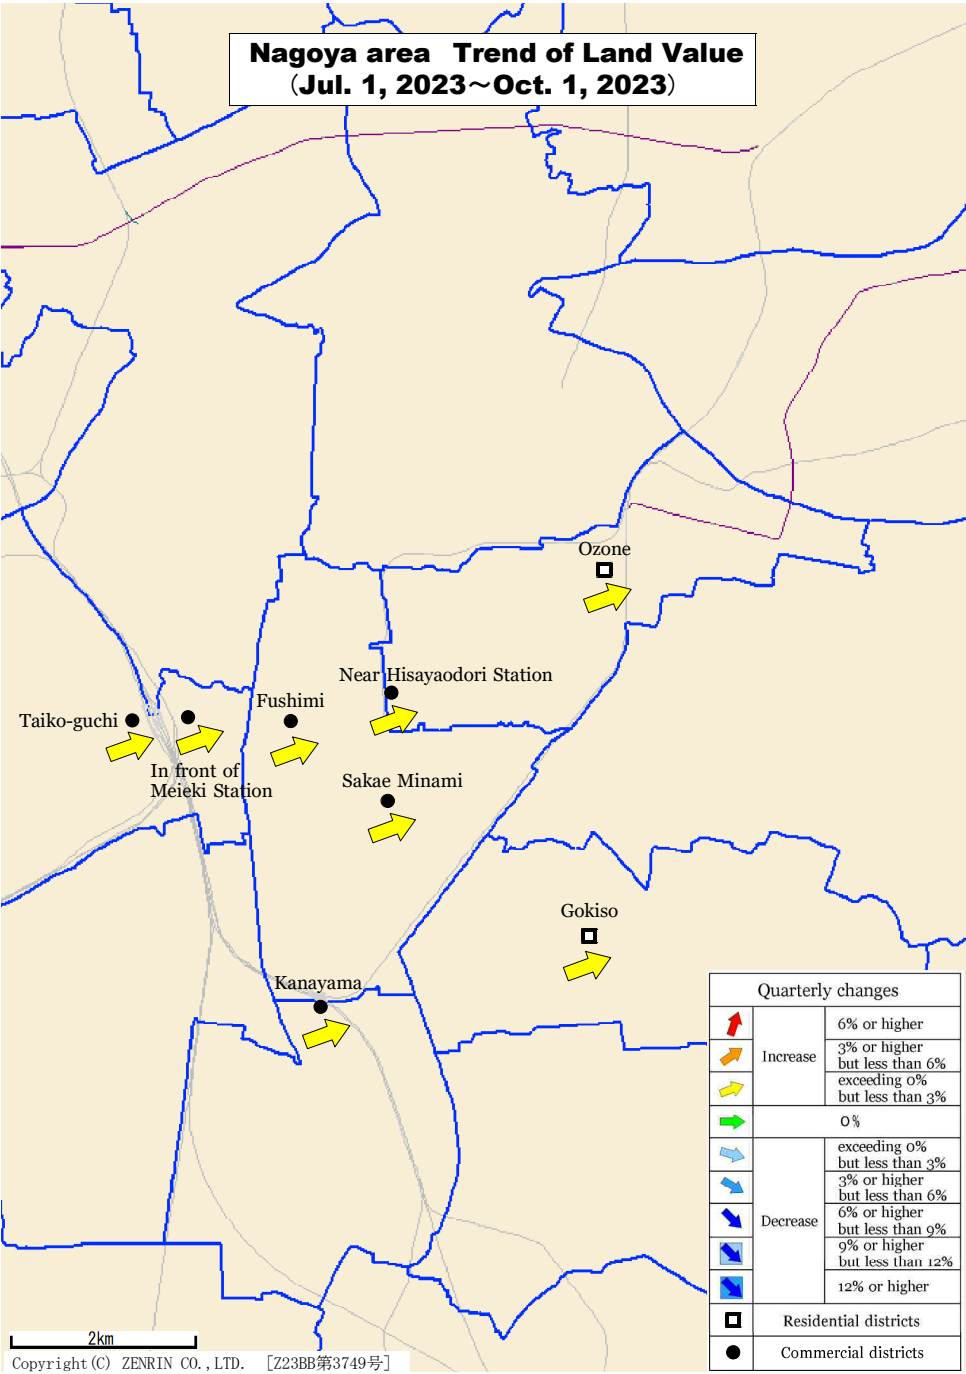 Nagoya area Trend of Land Value
(Jul. 1, 2023～Oct. 1, 2023)
Ozone
Near Hisayaodori Station
Fushimi
Taiko-guchi
In front of
Meieki Station
Sakae Minami
Gokiso
Kanayama
Quarterly changes
Increase
6% or higher
3% or higher
but less than 6%
exceeding 0%
but less than 3%
0%
Decrease
exceeding 0%
but less than 3%
3% or higher
but less than 6%
6% or higher
but less than 9%
9% or higher
but less than 12%
12% or higher
Residential districts
Commercial districts
2km
Copyright(C) ZENRIN CO.,LTD. [Z23BB第3749号]